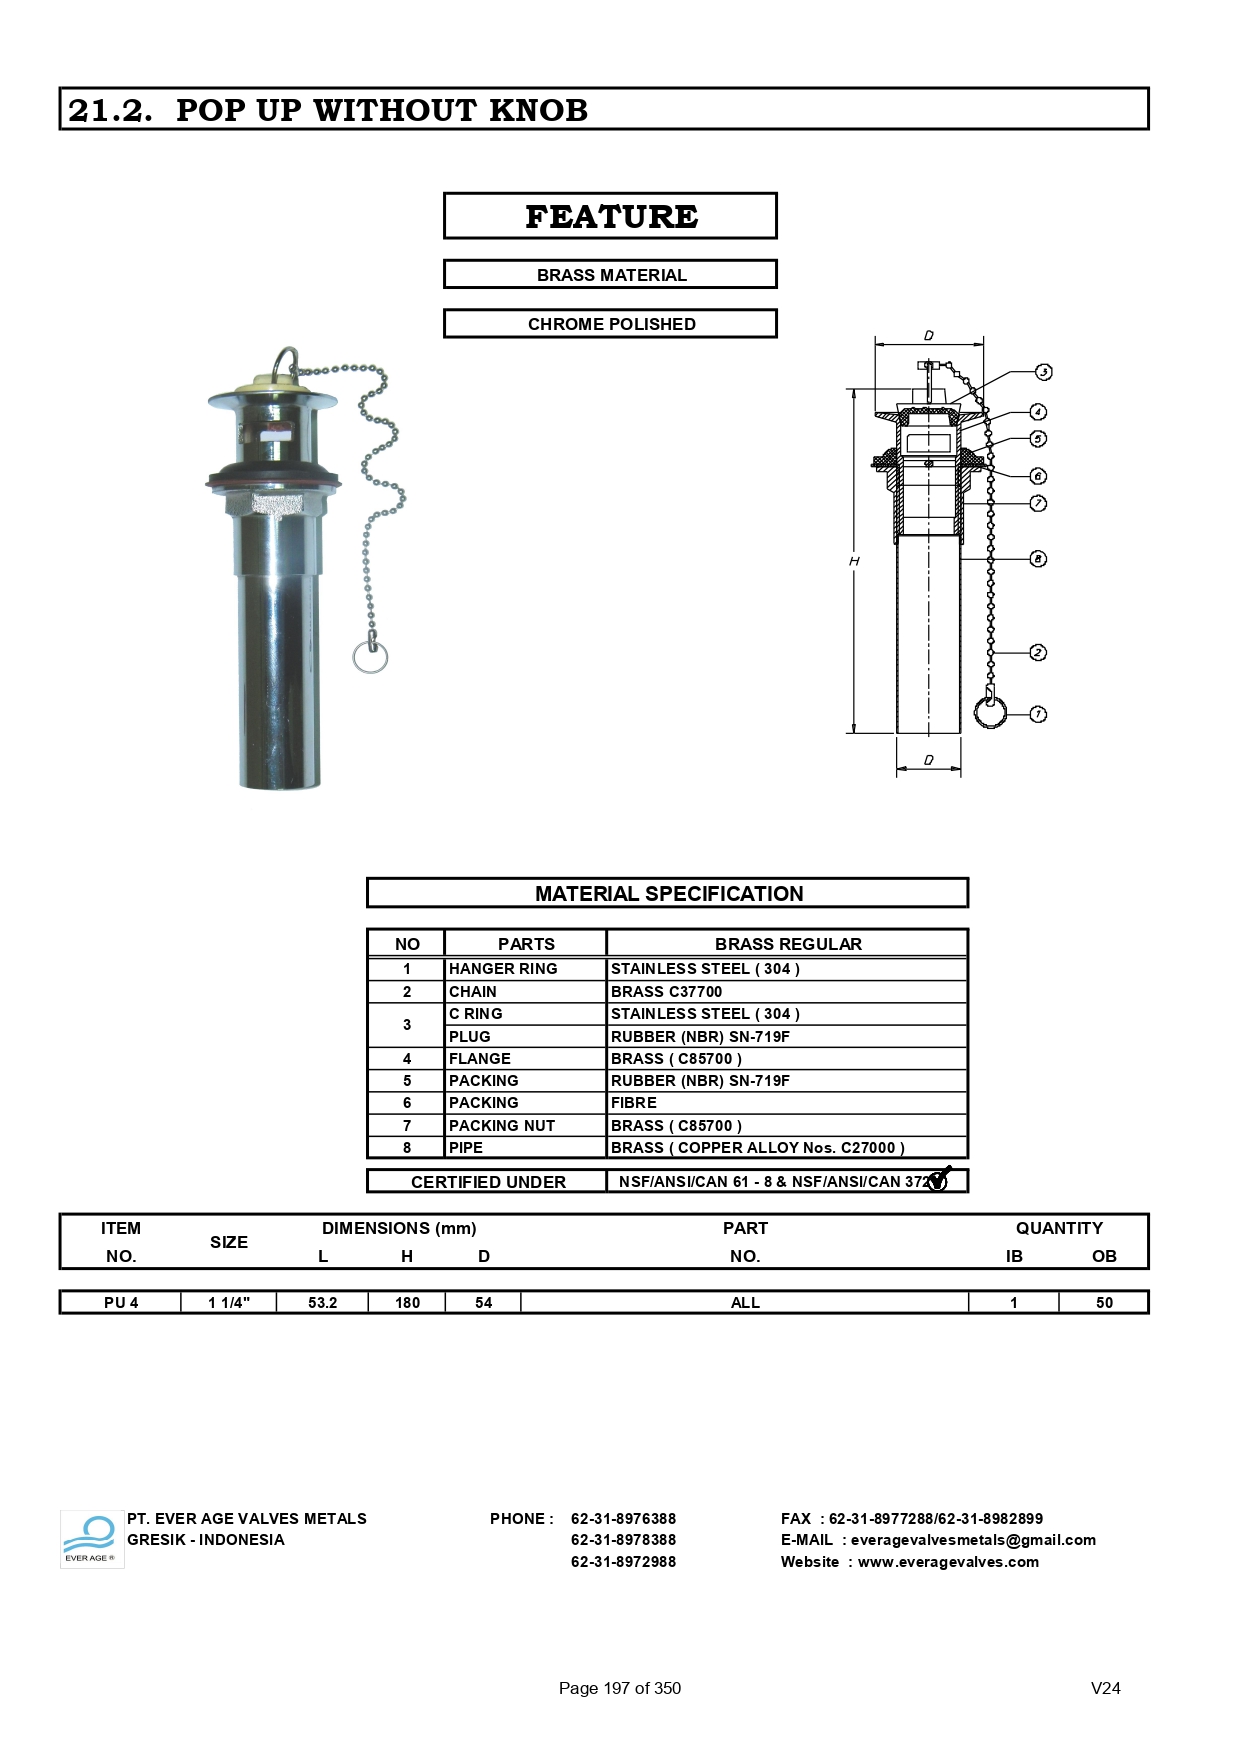 21.2. POP UP WITHOUT KNOB
FEATURE
BRASS MATERIAL
CHROME POLISHED
D
3
4
5
6
7
H
8
2
1
D
MATERIAL SPECIFICATION
NO PARTS BRASS REGULAR
1 HANGER RING STAINLESS STEEL ( 304 )
2 CHAIN BRASS C37700
3 C RING STAINLESS STEEL ( 304 )
PLUG RUBBER (NBR) SN-719F
4 FLANGE BRASS ( C85700 )
5 PACKING RUBBER (NBR) SN-719F
6 PACKING FIBRE
7 PACKING NUT BRASS ( C85700 )
8 PIPE BRASS ( COPPER ALLOY Nos. C27000 )
CERTIFIED UNDER NSF/ANSI/CAN 61 - 8 & NSF/ANSI/CAN 372
ITEM DIMENSIONS (mm) PART QUANTITY
SIZE
NO. L H D NO. IB OB
PU 4 1 1/4" 53.2 180 54 ALL 1 50
PT. EVER AGE VALVES METALS PHONE : 62-31-8976388 FAX : 62-31-8977288/62-31-8982899
GRESIK - INDONESIA 62-31-8978388 E-MAIL : everagevalvesmetals@gmail.com
EVER AGE ® 62-31-8972988 Website : www.everagevalves.com
Page 197 of 350 V24